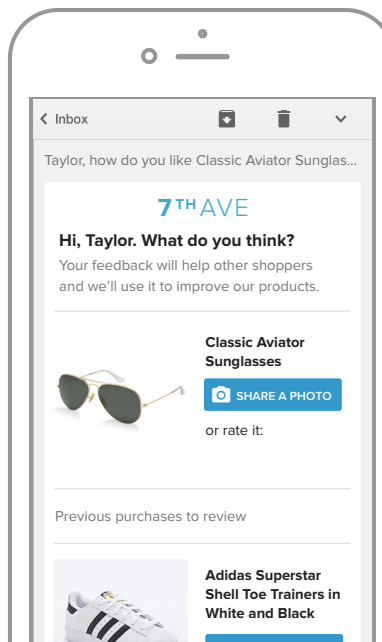 Inbox
Taylor, how do you like Classic Aviator Sunglas...
7TH AVE
Hi, Taylor. What do you think?
Your feedback will help other shoppers
and we'll use it to improve our products.
Classic Aviator
Sunglasses
SHARE A PHOTO
or rate it:
Previous purchases to review
Adidas Superstar
Shell Toe Trainers in
White and Black